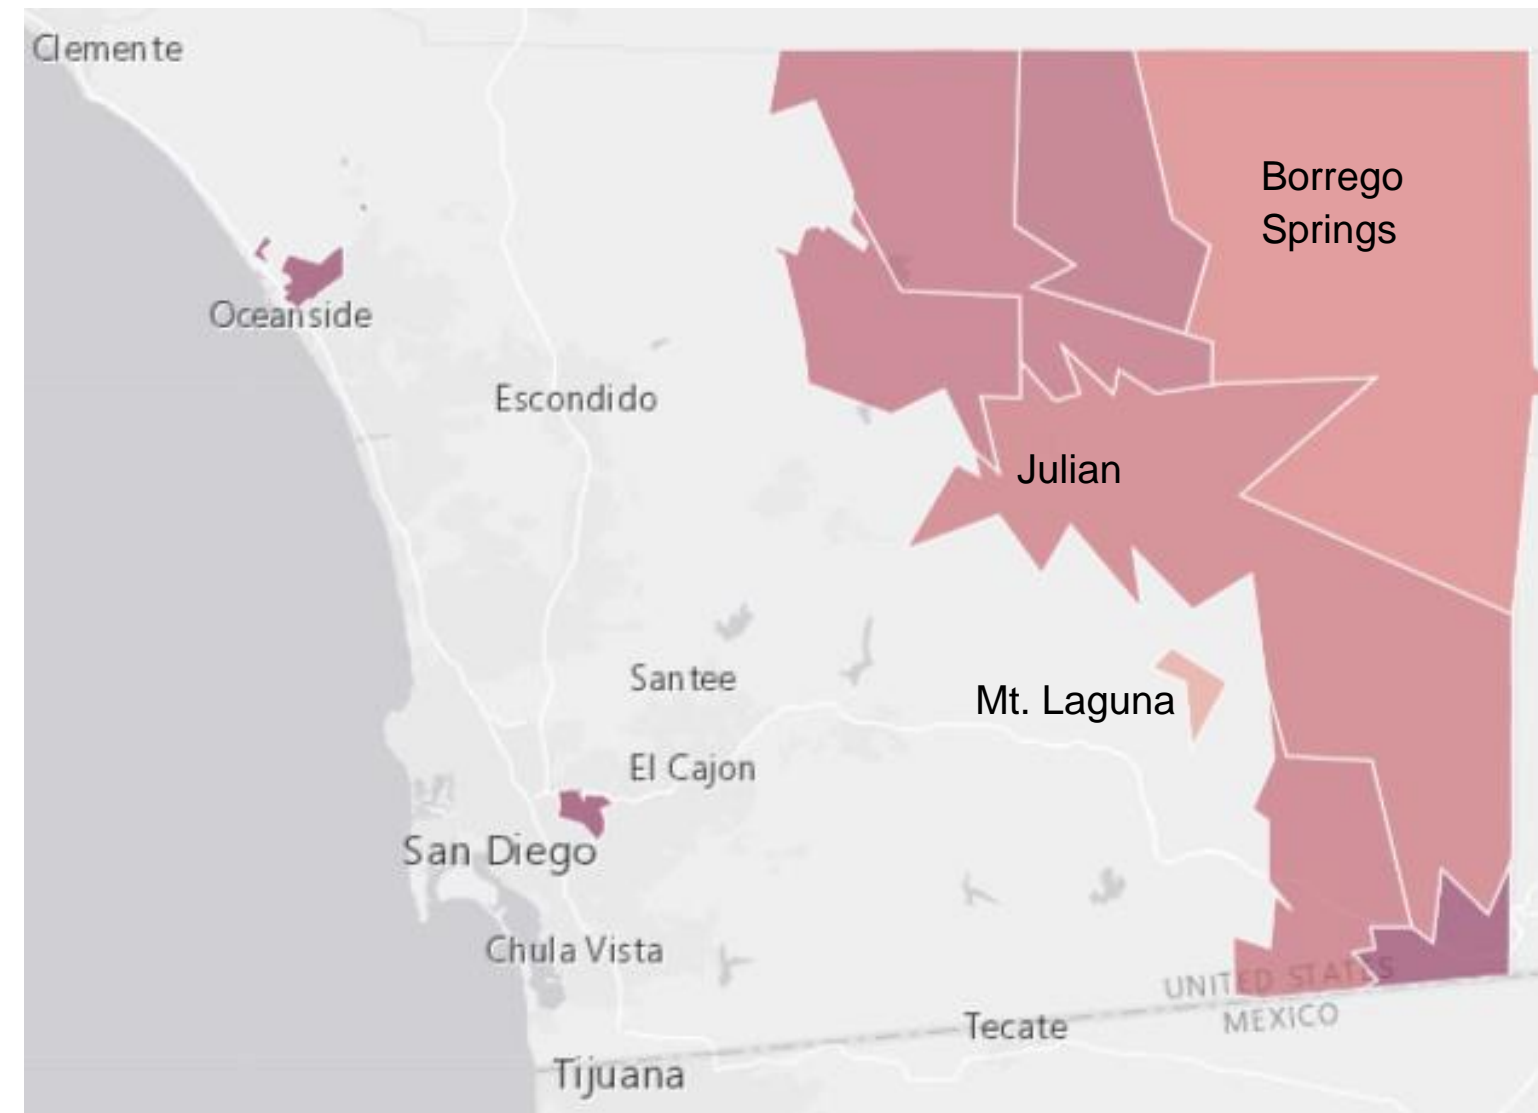 Clemente
Borrego
Springs
Oceanside
Escondido
Julian
Santee
Mt. Laguna
El Cajon
San Diego
Chula Vista
UNITED STATES
MEXICO
Tecate
Tijuana